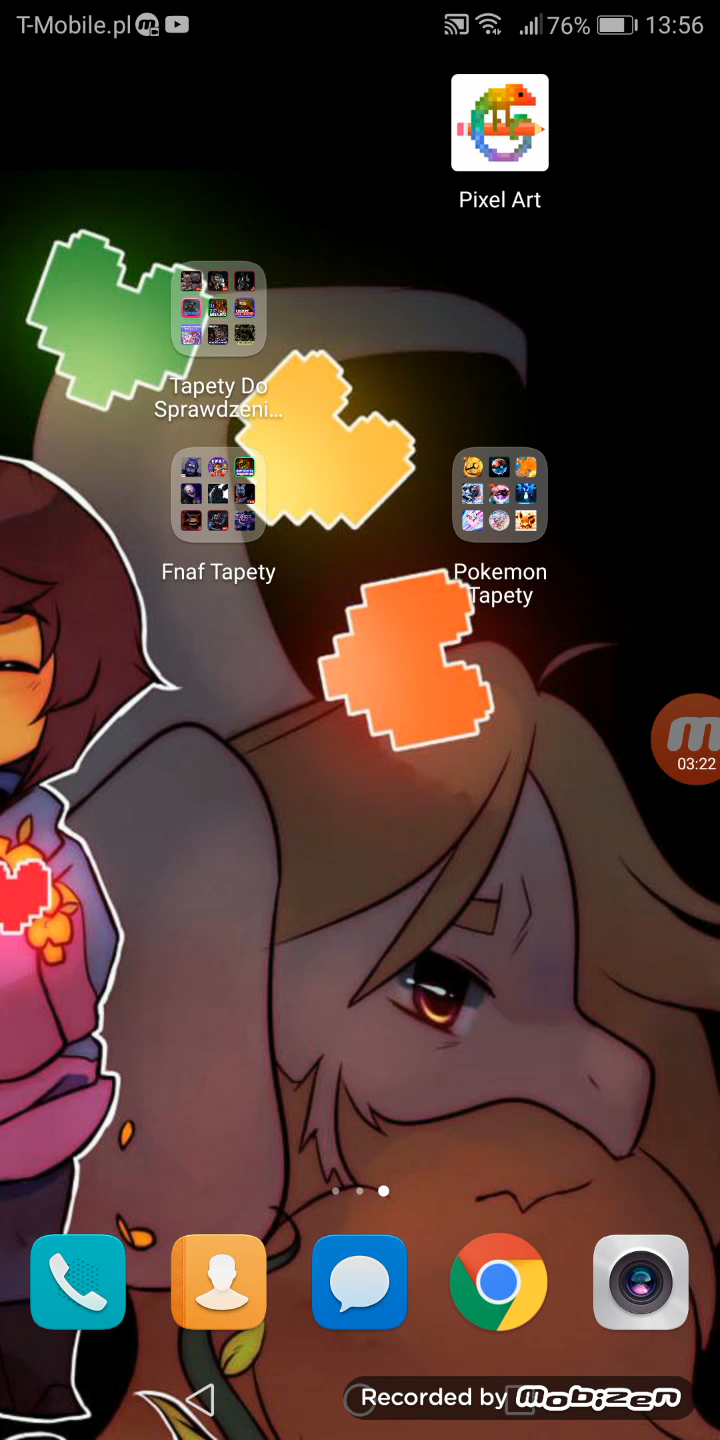 T-Mobile.pl
76% 13:56
Pixel Art
Tapety Do
Sprawdzeni...
Fnaf Tapety
Pokemon
Tapety
03:22
Recorded by Mobizen